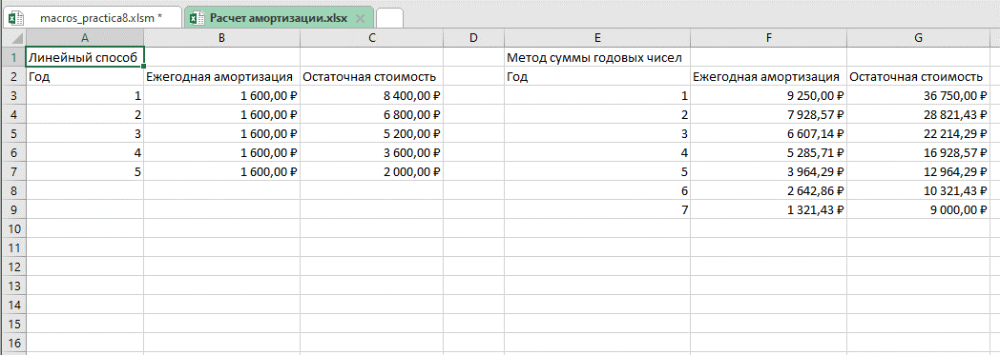 macros_practica8.xlsm *
Расчет амортизации.xlsx
A B C D E F G
1 Линейный способ Метод суммы годовых чисел
2 Год Ежегодная амортизация Остаточная стоимость Год Ежегодная амортизация Остаточная стоимость
3 1 1 600,00 ₽ 8 400,00 ₽ 1 9 250,00 ₽ 36 750,00 ₽
4 2 1 600,00 ₽ 6 800,00 ₽ 2 7 928,57 ₽ 28 821,43 ₽
5 3 1 600,00 ₽ 5 200,00 ₽ 3 6 607,14 ₽ 22 214,29 ₽
6 4 1 600,00 ₽ 3 600,00 ₽ 4 5 285,71 ₽ 16 928,57 ₽
7 5 1 600,00 ₽ 2 000,00 ₽ 5 3 964,29 ₽ 12 964,29 ₽
8 6 2 642,86 ₽ 10 321,43 ₽
9 7 1 321,43 ₽ 9 000,00 ₽
10
11
12
13
14
15
16